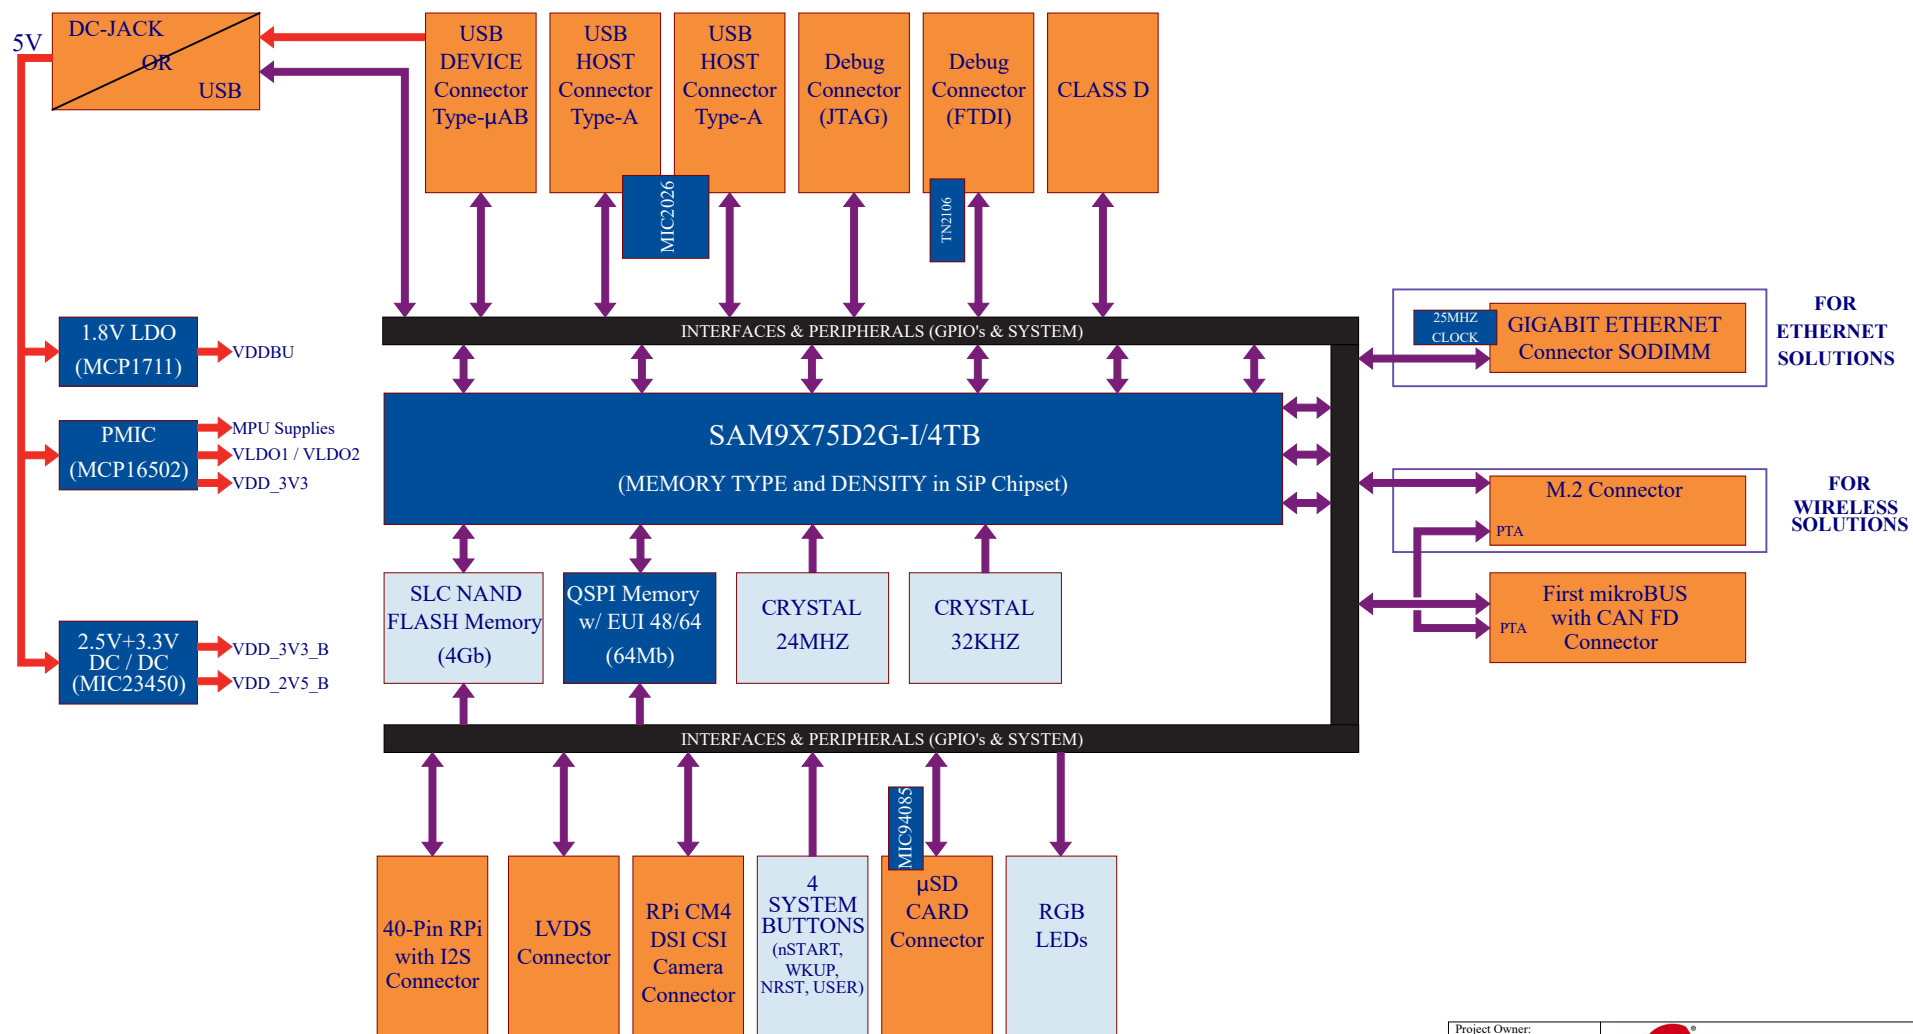 5V
DC-JACK
OR
USB
USB
DEVICE
Connector
Type-µAB
USB
HOST
Connector
Type-A
USB
HOST
Connector
Type-A
Debug
Connector
(JTAG)
Debug
Connector
(FTDI)
CLASS D
MIC2026
TN2106
1.8V LDO
(MCP1711)
VDDBU
PMIC
(MCP16502)
MPU Supplies
VLDO1 / VLDO2
VDD_3V3
2.5V+3.3V
DC / DC
(MIC23450)
VDD_3V3_B
VDD_2V5_B
INTERFACES & PERIPHERALS (GPIO's & SYSTEM)
SAM9X75D2G-I/4TB
(MEMORY TYPE and DENSITY in SiP Chipset)
SLC NAND
FLASH Memory
(4Gb)
QSPI Memory
w/ EUI 48/64
(64Mb)
CRYSTAL
24MHZ
CRYSTAL
32KHZ
25MHZ
CLOCK
GIGABIT ETHERNET
Connector SODIMM
FOR
ETHERNET
SOLUTIONS
M.2 Connector
PTA
FOR
WIRELESS
SOLUTIONS
First mikroBUS
with CAN FD
Connector
PTA
INTERFACES & PERIPHERALS (GPIO's & SYSTEM)
40-Pin RPi
with I2S
Connector
LVDS
Connector
RPi CM4
DSI CSI
Camera
Connector
4
SYSTEM
BUTTONS
(nSTART,
WKUP,
NRST, USER)
MIC94085
µSD
CARD
Connector
RGB
LEDs
Project Owner:
®